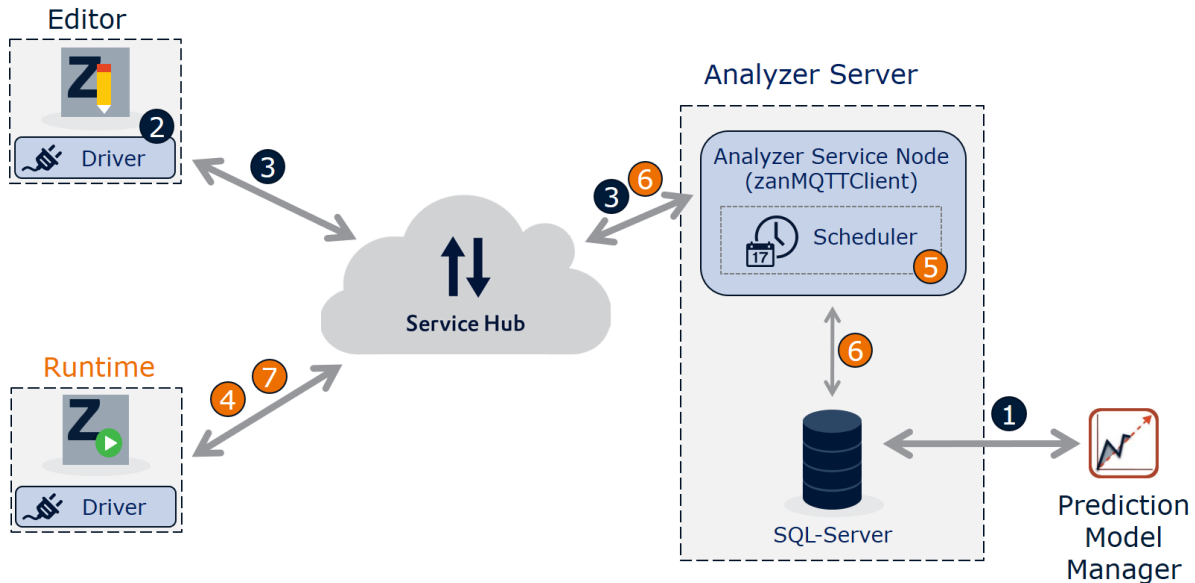 Editor
Z
2
Driver
3
Service Hub
Runtime
4 7
Z
Driver
Analyzer Server
3 6
Analyzer Service Node
(zanMQTTClient)
17
Scheduler
5
6
SQL-Server
1
Prediction
Model
Manager